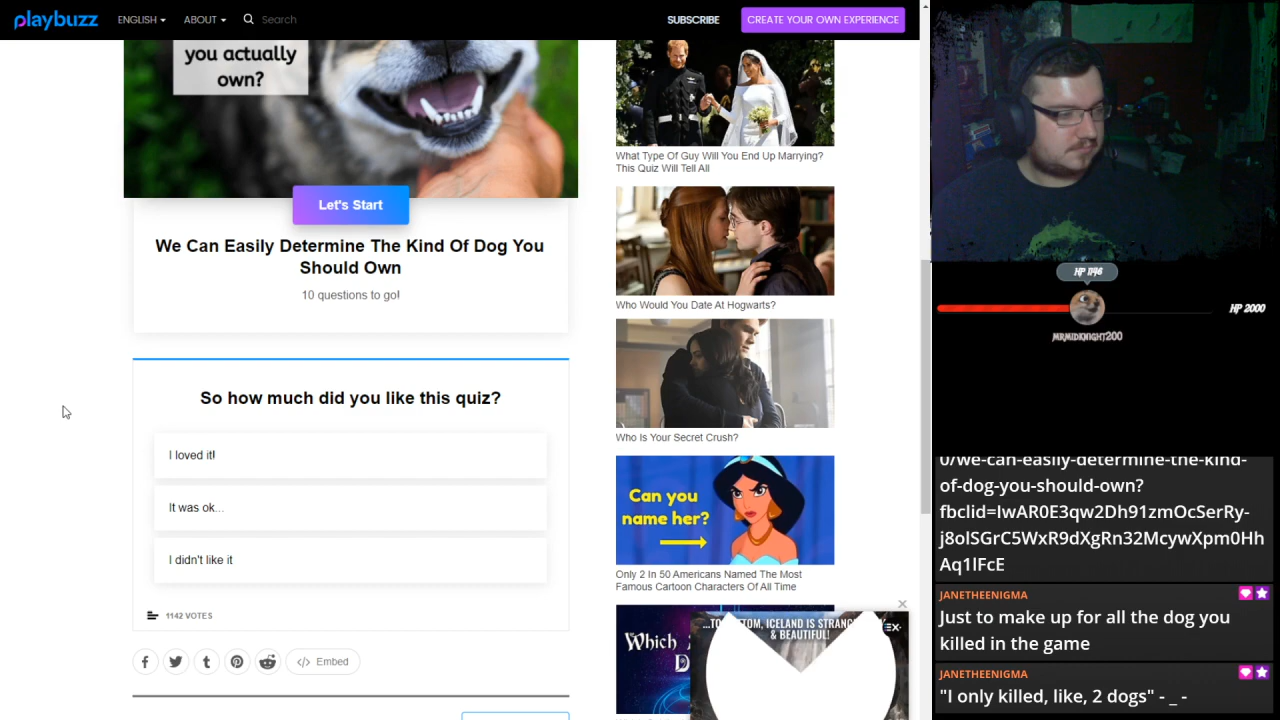 playbuzz
ENGLISH
ABOUT
Search
SUBSCRIBE
CREATE YOUR OWN EXPERIENCE
you actually
own?
Let's Start
We Can Easily Determine The Kind Of Dog You
Should Own
10 questions to go!
So how much did you like this quiz?
I loved it!
It was ok...
I didn't like it
1142 VOTES
Embed
What Type Of Guy Will You End Up Marrying?
This Quiz Will Tell All
Who Would You Date At Hogwarts?
Who Is Your Secret Crush?
Can you
name her?
Only 2 In 50 Americans Named The Most
Famous Cartoon Characters Of All Time
Which
D
ICELAND IS STRANGE
& BEAUTIFUL!
HP 1146
HP 2000
MRMIDKNIGHT200
0/we-can-easily-determine-the-kind-
of-dog-you-should-own?
fbclid=IwAR0E3qw2Dh91zmOcSerRy-
j8olSGrC5WxR9dXgRn32McywXpm0Hh
Aq1lFcE
JANETHEENIGMA
Just to make up for all the dog you
killed in the game
JANETHEENIGMA
"I only killed, like, 2 dogs" - _ -